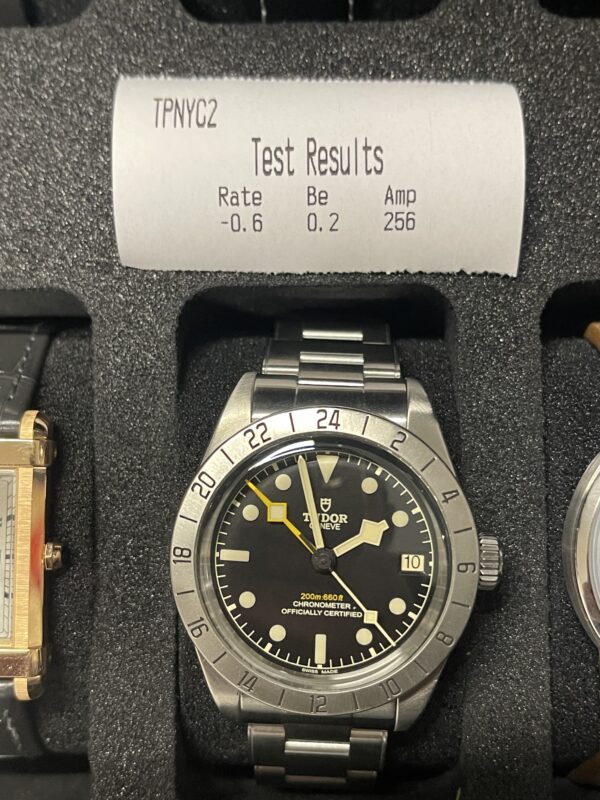 TPNYC2
Test Results
Rate Be Amp
-0.6 0.2 256
24
22 2
20 4
18 6
16 8
14 10
12
TUDOR
GENEVE
10
200m:660ft
CHRONOMETER
OFFICIALLY CERTIFIED
SWISS MADE